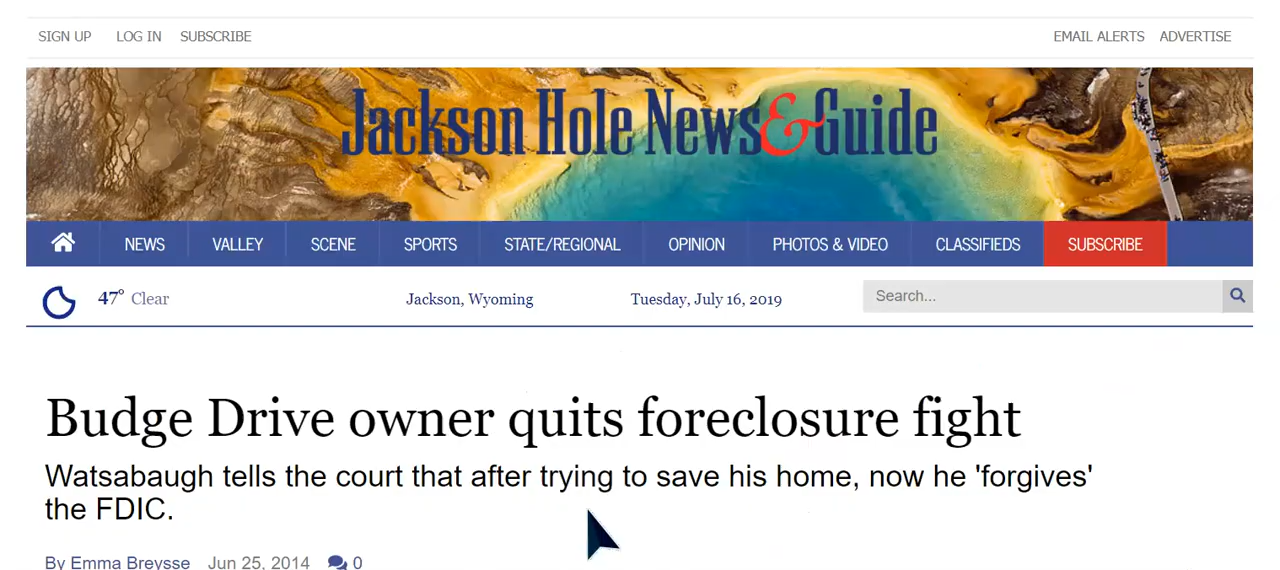 SIGN UP LOG IN SUBSCRIBE EMAIL ALERTS ADVERTISE
Jackson Hole News&Guide
NEWS VALLEY SCENE SPORTS STATE/REGIONAL OPINION PHOTOS & VIDEO CLASSIFIEDS SUBSCRIBE
47° Clear Jackson, Wyoming Tuesday, July 16, 2019 Search...
Budge Drive owner quits foreclosure fight
Watsabaugh tells the court that after trying to save his home, now he 'forgives'
the FDIC.
By Emma Breysse Jun 25, 2014 0